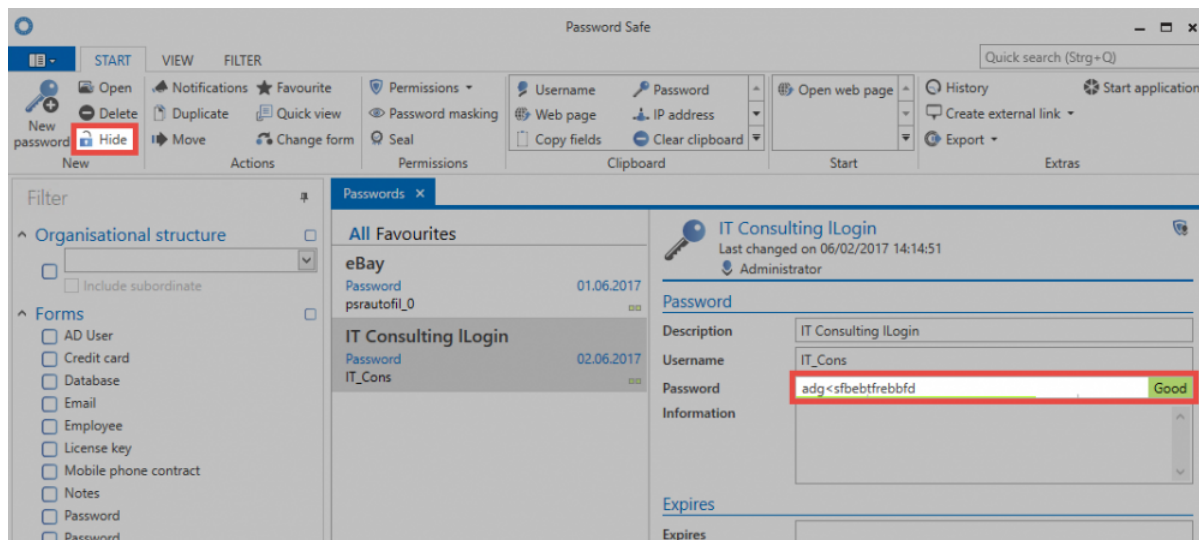 Password Safe
START VIEW FILTER
Quick search (Strg+Q)
New password
Open
Delete
Hide
New
Notifications Favourite
Duplicate Quick view
Move Change form
Actions
Permissions
Password masking
Seal
Permissions
Username Password
Web page IP address
Copy fields Clear clipboard
Clipboard
Open web page
Start
History Start application
Create external link
Export
Extras
Filter
Organisational structure
Include subordinate
Forms
AD User
Credit card
Database
Email
Employee
License key
Mobile phone contract
Notes
Password
Password
Passwords
All Favourites
eBay
Password 01.06.2017
psrautofil_0
IT Consulting lLogin
Password 02.06.2017
IT_Cons
IT Consulting lLogin
Last changed on 06/02/2017 14:14:51
Administrator
Password
Description IT Consulting lLogin
Username IT_Cons
Password adg<sfbebtfrebbfd Good
Information
Expires
Expires